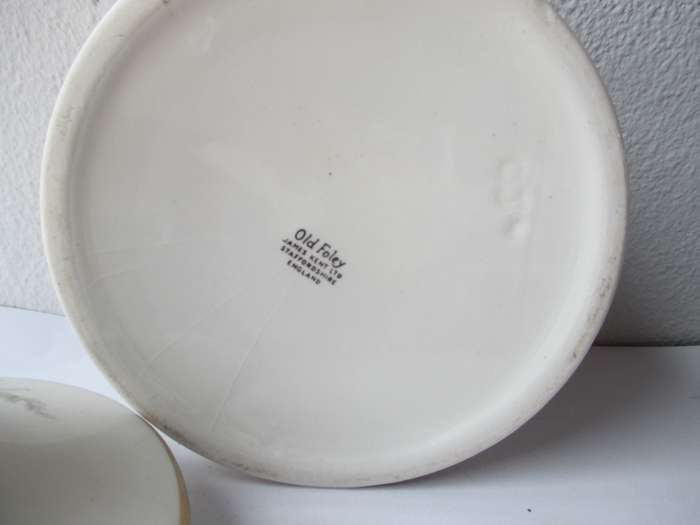 Old Foley
JAMES KENT LTD
STAFFORDSHIRE
ENGLAND